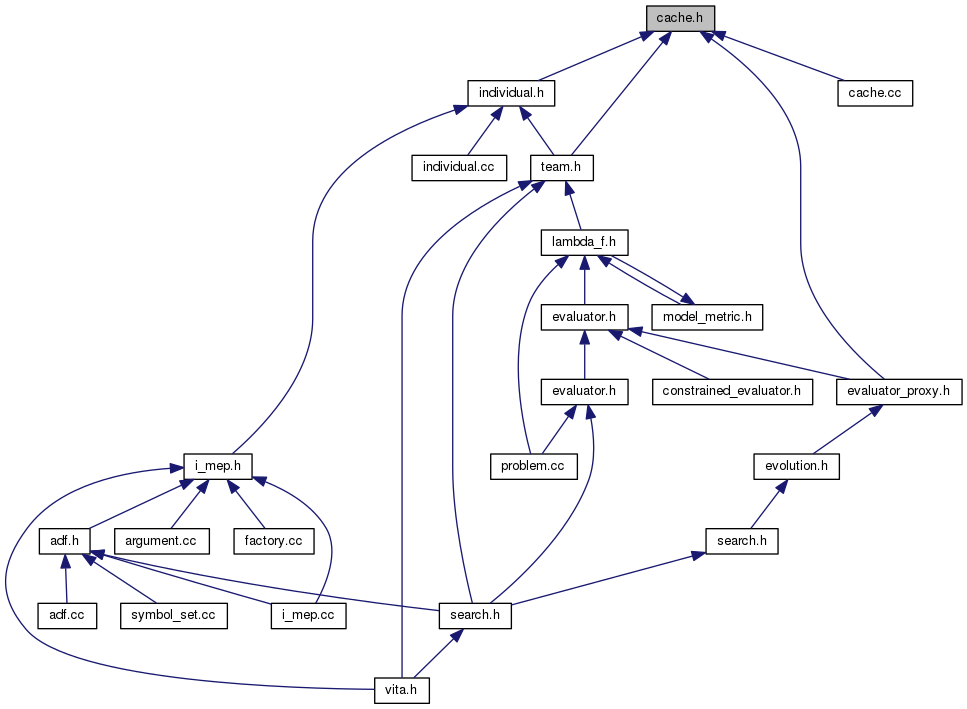 cache.h
individual.h
cache.cc
individual.cc
team.h
lambda_f.h
evaluator.h
model_metric.h
evaluator.h
constrained_evaluator.h
evaluator_proxy.h
i_mep.h
problem.cc
evolution.h
adf.h
argument.cc
factory.cc
search.h
adf.cc
symbol_set.cc
i_mep.cc
search.h
vita.h